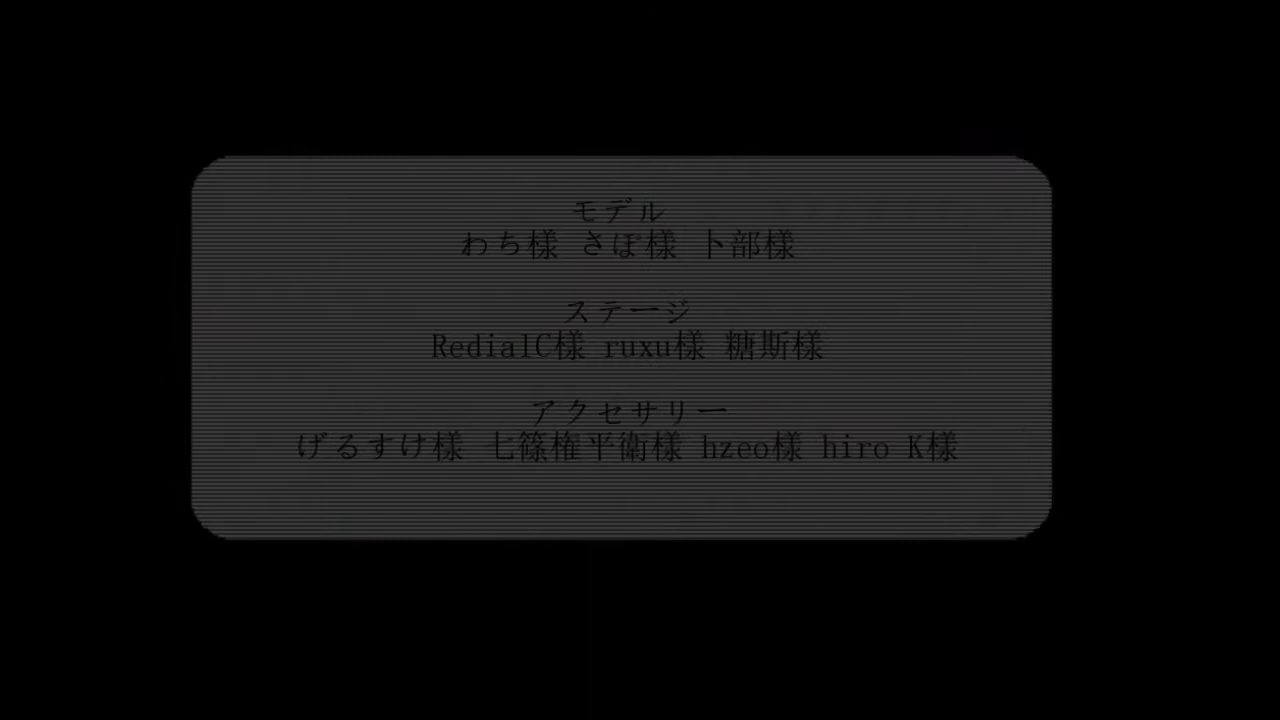 モデル
わち様 さぽ様 卜部様
ステージ
RedialC様 ruxu様 糖斯様
アクセサリー
げるすけ様 七篠権平衛様 hzeo様 hiro K様